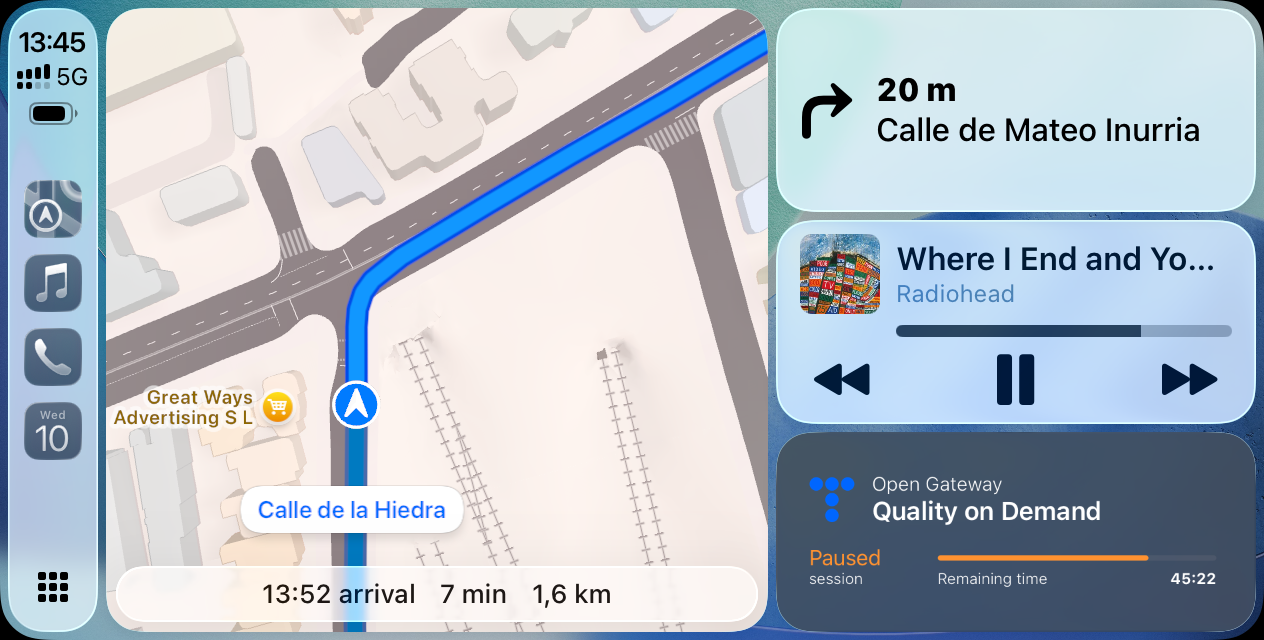 13:45
5G
Wed
10
Great Ways
Advertising S L
Calle de la Hiedra
13:52 arrival 7 min 1,6 km
20 m
Calle de Mateo Inurria
Where I End and Yo...
Radiohead
Open Gateway
Quality on Demand
Paused
session
Remaining time 45:22